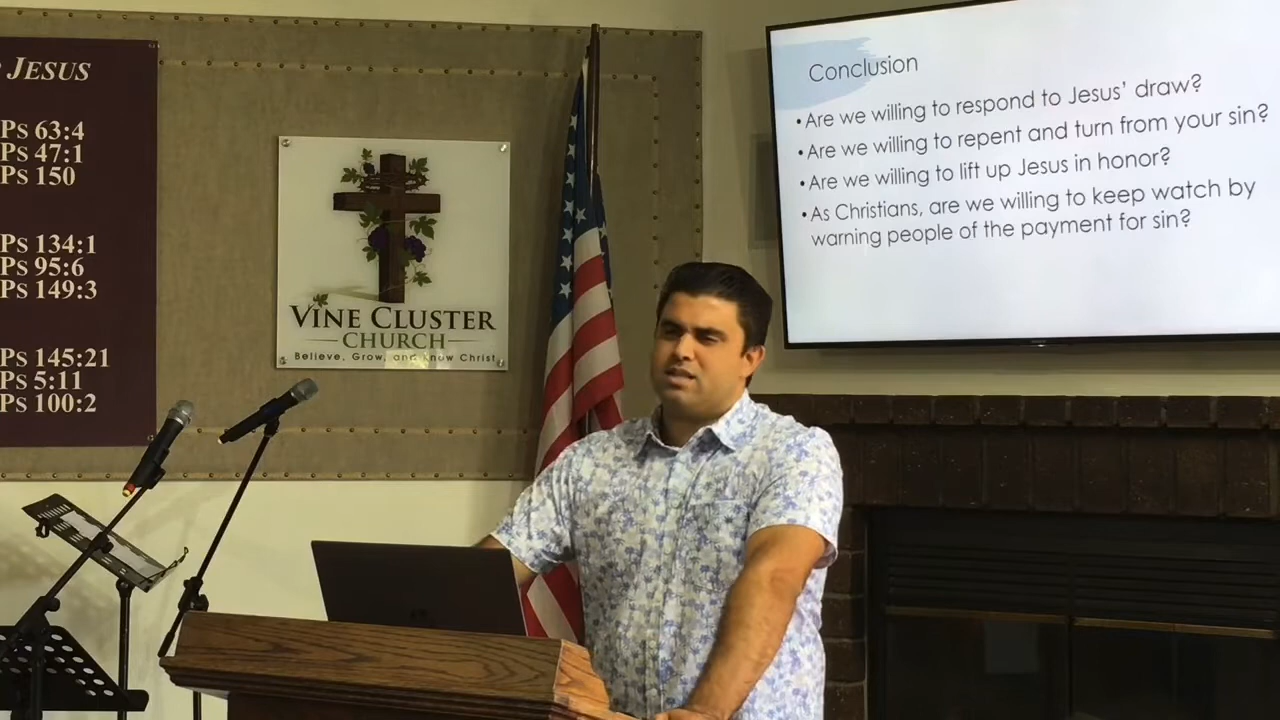 JESUS
PS 63:4
PS 47:1
PS 150
PS 134:1
PS 95:6
PS 149:3
PS 145:21
PS 5:11
PS 100:2
VINE CLUSTER
CHURCH
Believe, Grow, and Know Christ
Conclusion
• Are we willing to respond to Jesus' draw?
• Are we willing to repent and turn from your sin?
• Are we willing to lift up Jesus in honor?
• As Christians, are we willing to keep watch by
warning people of the payment for sin?